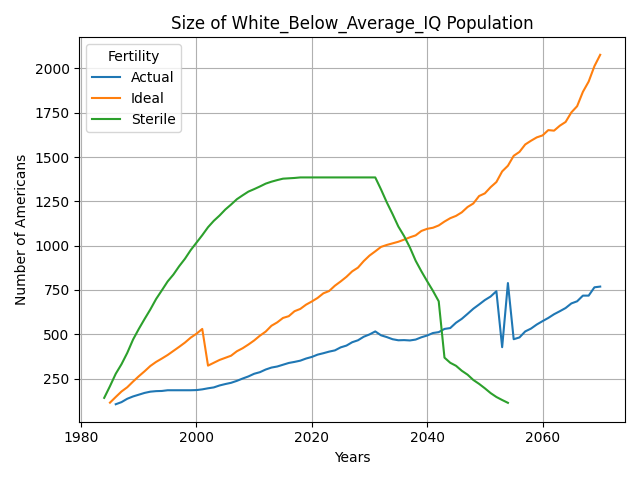 Size of White_Below_Average_IQ Population
Number of Americans
2000
1750
1500
1250
1000
750
500
250
Fertility
Actual
Ideal
Sterile
1980 2000 2020 2040 2060
Years